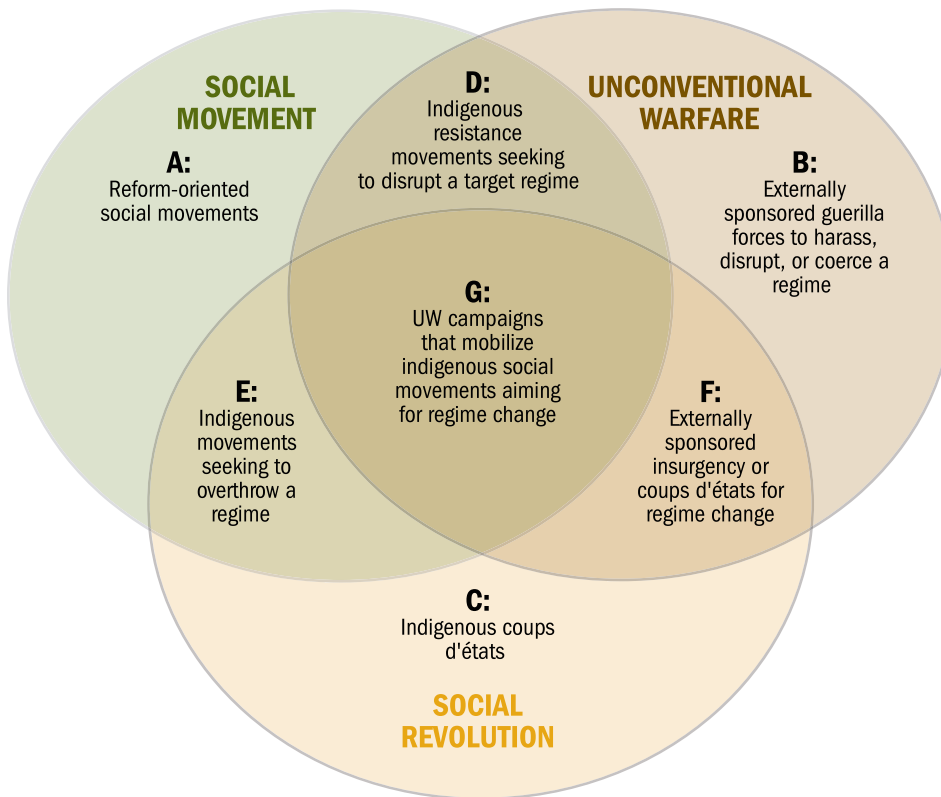 SOCIAL
MOVEMENT
A:
Reform-oriented
social movements
D:
Indigenous
resistance
movements seeking
to disrupt a target regime
UNCONVENTIONAL
WARFARE
B:
Externally
sponsored guerilla
forces to harass,
disrupt, or coerce a
regime
G:
UW campaigns
that mobilize
indigenous social
movements aiming
for regime change
E:
Indigenous
movements
seeking to
overthrow a
regime
F:
Externally
sponsored
insurgency or
coups d'états for
regime change
C:
Indigenous coups
d'états
SOCIAL
REVOLUTION